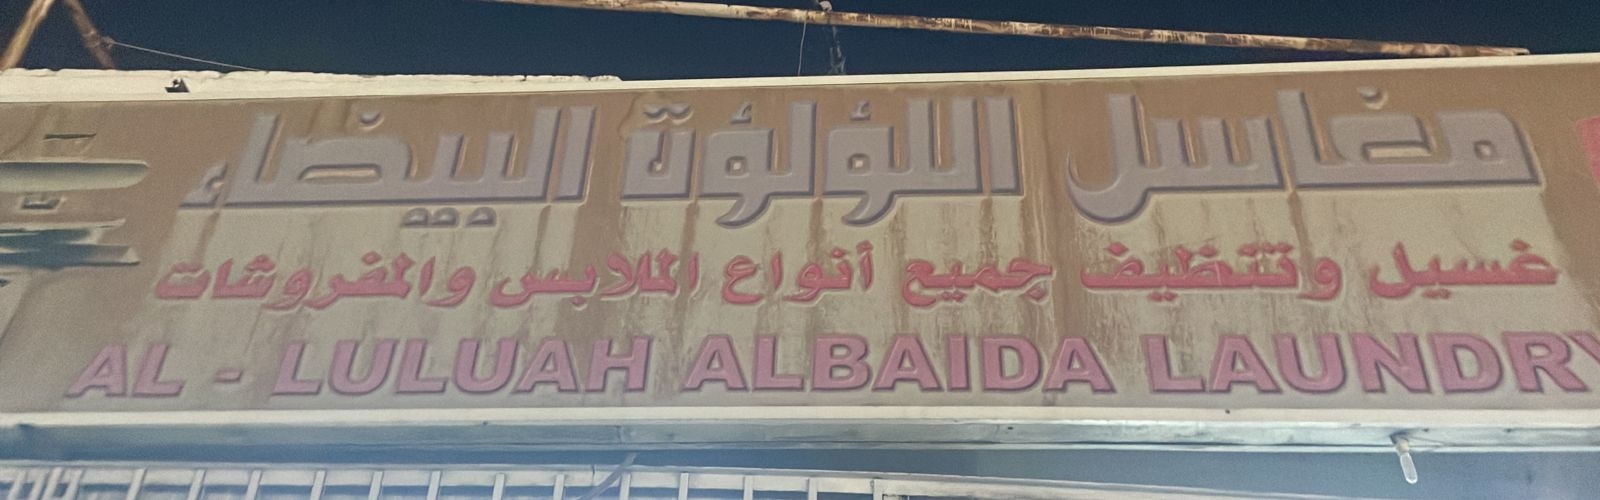 مغاسل اللؤلؤة البيضاء
غسيل وتنظيف جميع أنواع الملابس والمفروشات
AL - LULUAH ALBAIDA LAUNDRY